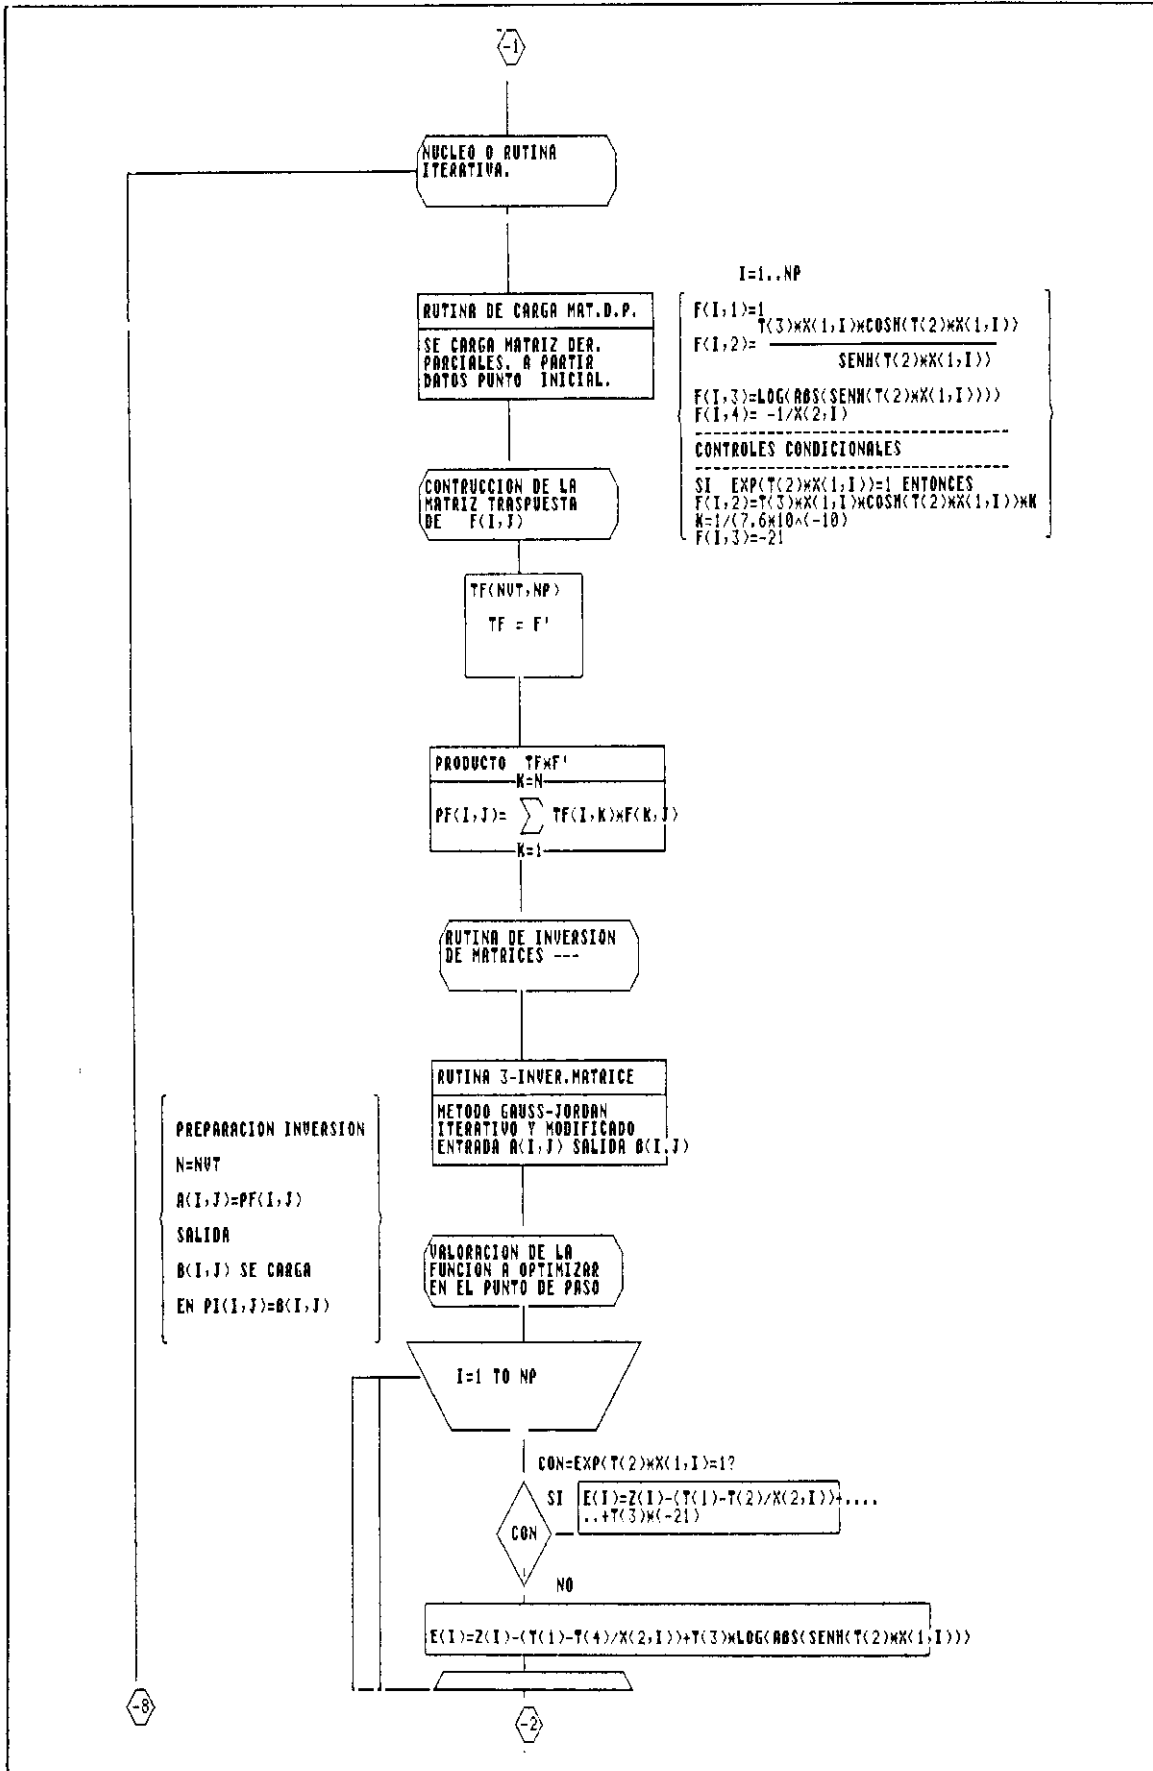 -1
NUCLEO O RUTINA
ITERATIVA.
I=1..NP
RUTINA DE CARGA MAT.D.P.
SE CARGA MATRIZ DER.
PARCIALES. A PARTIR
DATOS PUNTO INICIAL.
F(I,1)=1
T(3)*X(1,I)*COSH(T(2)*X(1,I))
F(I,2)=
SENH(T(2)*X(1,I))
F(I,3)=LOG(ABS(SENH(T(2)*X(1,I))))
F(I,4)= -1/X(2,I)
CONTROLES CONDICIONALES
SI EXP(T(2)*X(1,I))=1 ENTONCES
F(I,2)=T(3)*X(1,I)*COSH(T(2)*X(1,I))*K
K=1/(7.6*10^(-10)
F(I,3)=-21
CONTRUCCION DE LA
MATRIZ TRASPUESTA
DE F(I,J)
TF(NVT,NP)
TF = F'
PRODUCTO TF*F'
K=N
PF(I,J)= ∑ TF(I,K)*F(K,J)
K=1
RUTINA DE INVERSION
DE MATRICES ---
RUTINA 3-INVER.MATRICE
METODO GAUSS-JORDAN
ITERATIVO Y MODIFICADO
ENTRADA A(I,J) SALIDA B(I,J)
PREPARACION INVERSION
N=NVT
A(I,J)=PF(I,J)
SALIDA
B(I,J) SE CARGA
EN PI(I,J)=B(I,J)
VALORACION DE LA
FUNCION A OPTIMIZAR
EN EL PUNTO DE PASO
I=1 TO NP
CON=EXP(T(2)*X(1,I)=1?
SI
E(I)=Z(I)-(T(1)-T(2)/X(2,I))+....
..+T(3)*(-21)
CON
NO
E(I)=Z(I)-(T(1)-T(4)/X(2,I))+T(3)*LOG(ABS(SENH(T(2)*X(1,I)))
-8
-2